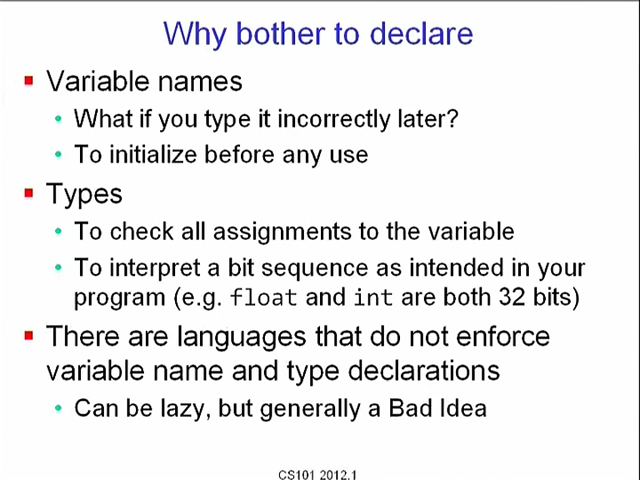 Why bother to declare
Variable names
What if you type it incorrectly later?
To initialize before any use
Types
To check all assignments to the variable
To interpret a bit sequence as intended in your
program (e.g. float and int are both 32 bits)
There are languages that do not enforce
variable name and type declarations
Can be lazy, but generally a Bad Idea
CS101 2012.1